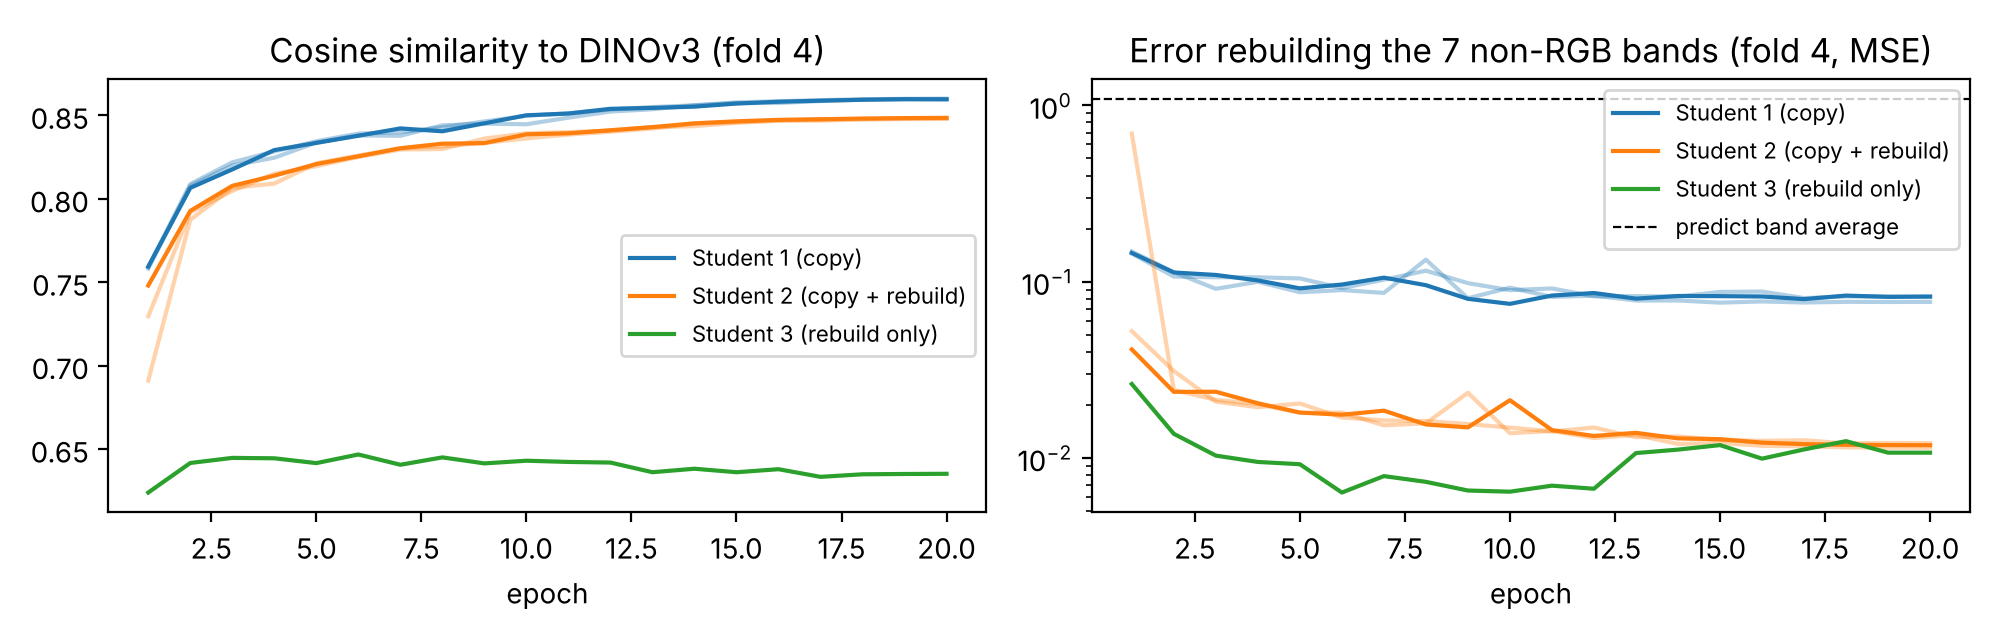 Cosine similarity to DINOv3 (fold 4)
0.85
0.80
0.75
0.70
0.65
Student 1 (copy)
Student 2 (copy + rebuild)
Student 3 (rebuild only)
2.5 5.0 7.5 10.0 12.5 15.0 17.5 20.0
epoch
Error rebuilding the 7 non-RGB bands (fold 4, MSE)
10⁰
10⁻¹
10⁻²
Student 1 (copy)
Student 2 (copy + rebuild)
Student 3 (rebuild only)
predict band average
2.5 5.0 7.5 10.0 12.5 15.0 17.5 20.0
epoch